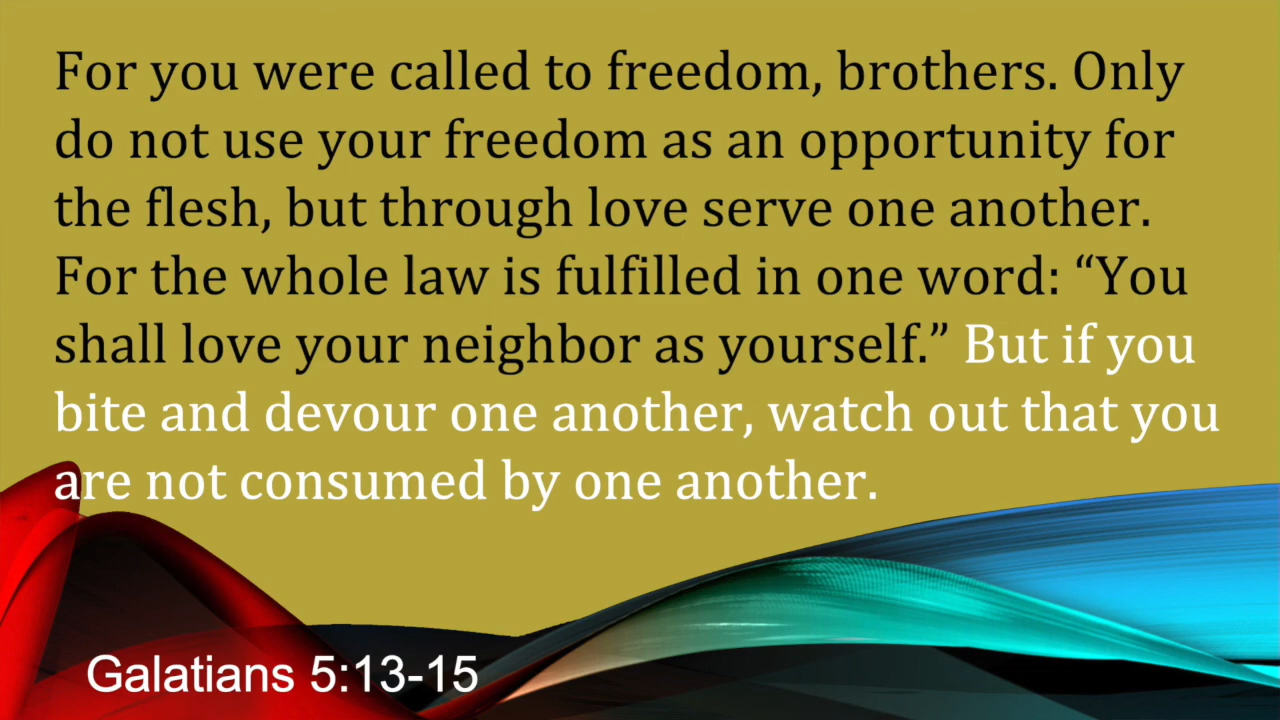 For you were called to freedom, brothers. Only
do not use your freedom as an opportunity for
the flesh, but through love serve one another.
For the whole law is fulfilled in one word: “You
shall love your neighbor as yourself.” But if you
bite and devour one another, watch out that you
are not consumed by one another.
Galatians 5:13-15